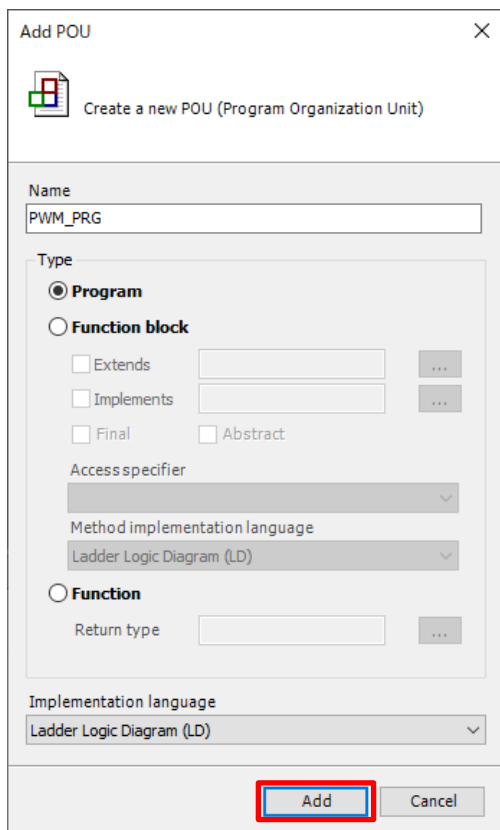 Add POU
Create a new POU (Program Organization Unit)
Name
PWM_PRG
Type
Program
Function block
Extends
...
Implements
...
Final
Abstract
Access specifier
Method implementation language
Ladder Logic Diagram (LD)
Function
Return type
...
Implementation language
Ladder Logic Diagram (LD)
Add
Cancel